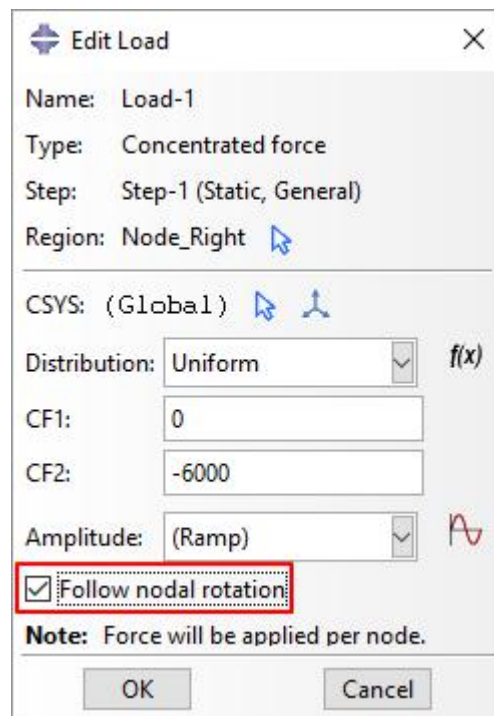 Edit Load
Name: Load-1
Type: Concentrated force
Step: Step-1 (Static, General)
Region: Node_Right
CSYS: (Global)
Distribution: Uniform f(x)
CF1: 0
CF2: -6000
Amplitude: (Ramp)
Follow nodal rotation
Note: Force will be applied per node.
OK Cancel